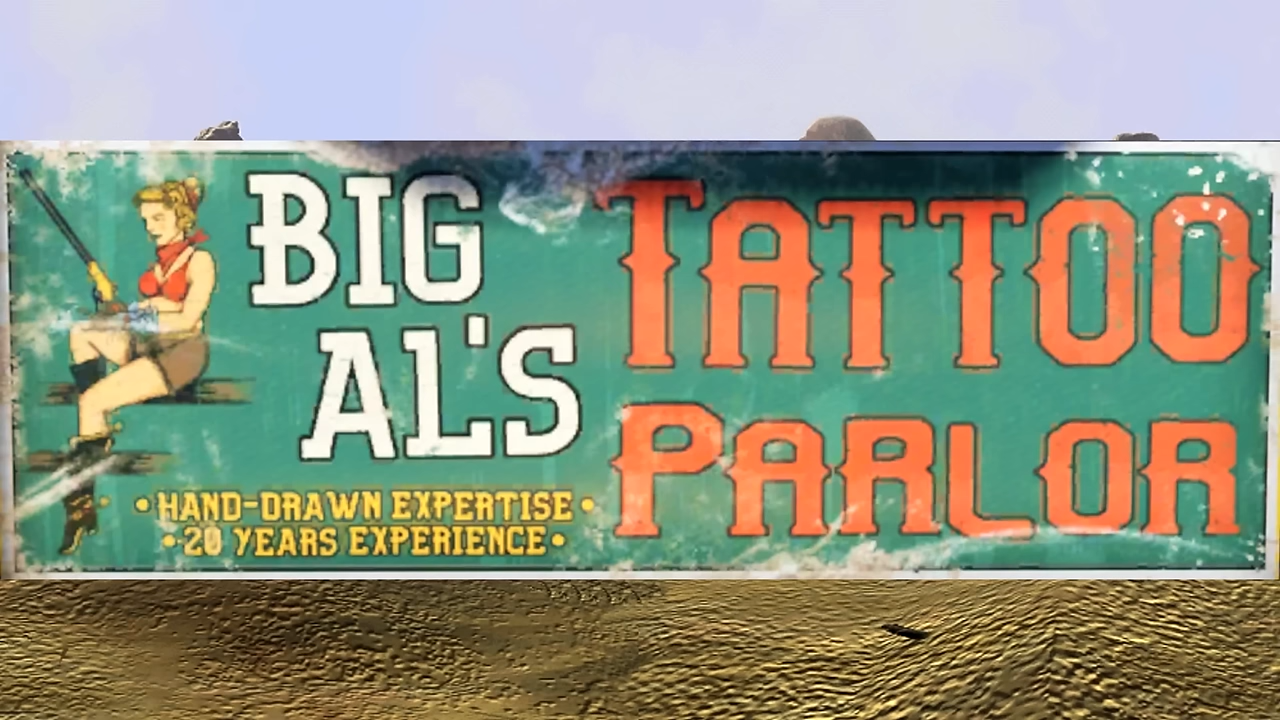 BIG
AL'S
TATTOO
PARLOR
• HAND-DRAWN EXPERTISE •
• 20 YEARS EXPERIENCE •